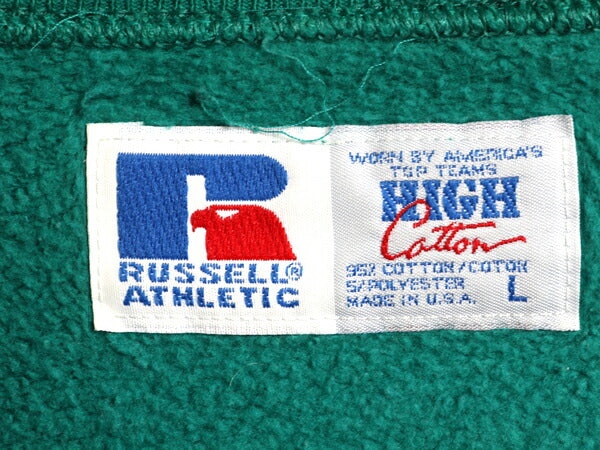 RUSSELL®
ATHLETIC
WORN BY AMERICA'S
TOP TEAMS
HIGH
Cotton
95% COTTON/COTON
5/POLYESTER
MADE IN U.S.A.
L